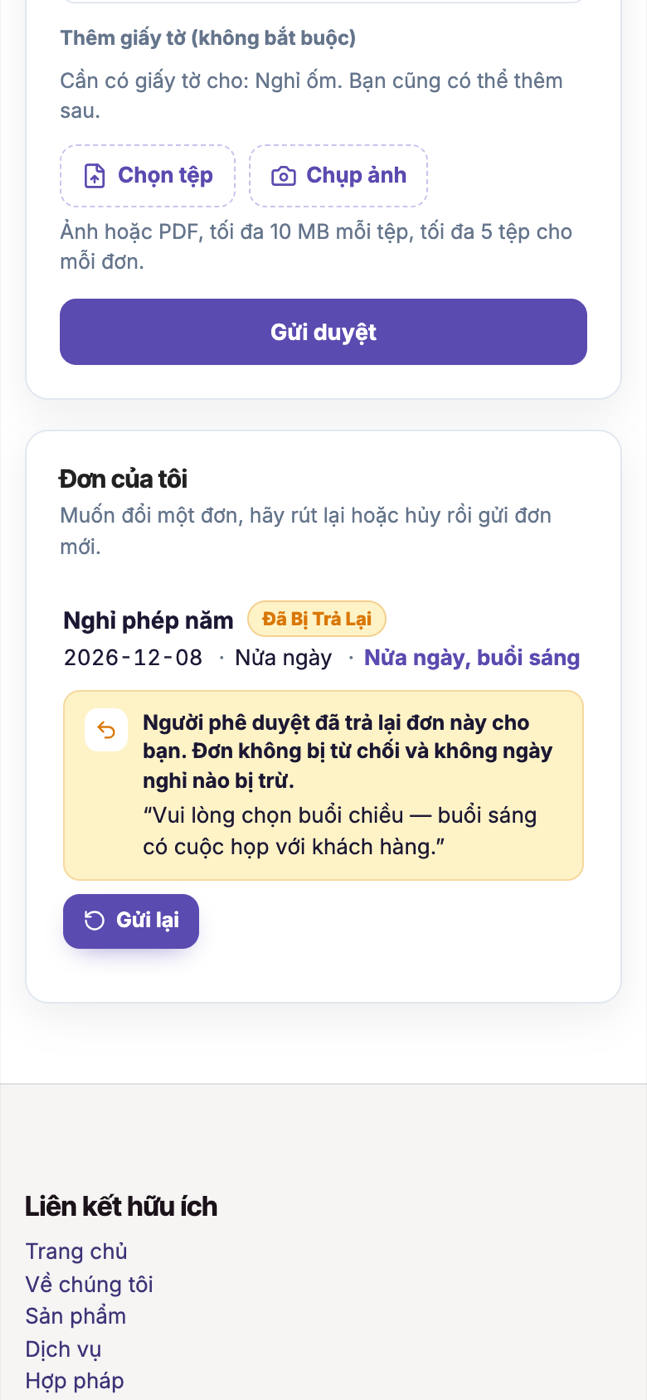 Thêm giấy tờ (không bắt buộc)
Cần có giấy tờ cho: Nghỉ ốm. Bạn cũng có thể thêm
sau.
Chọn tệp
Chụp ảnh
Ảnh hoặc PDF, tối đa 10 MB mỗi tệp, tối đa 5 tệp cho
mỗi đơn.
Gửi duyệt
Đơn của tôi
Muốn đổi một đơn, hãy rút lại hoặc hủy rồi gửi đơn
mới.
Nghỉ phép năm Đã Bị Trả Lại
2026-12-08 · Nửa ngày · Nửa ngày, buổi sáng
Người phê duyệt đã trả lại đơn này cho
bạn. Đơn không bị từ chối và không ngày
nghỉ nào bị trừ.
“Vui lòng chọn buổi chiều — buổi sáng
có cuộc họp với khách hàng.”
Gửi lại
Liên kết hữu ích
Trang chủ
Về chúng tôi
Sản phẩm
Dịch vụ
Hợp pháp